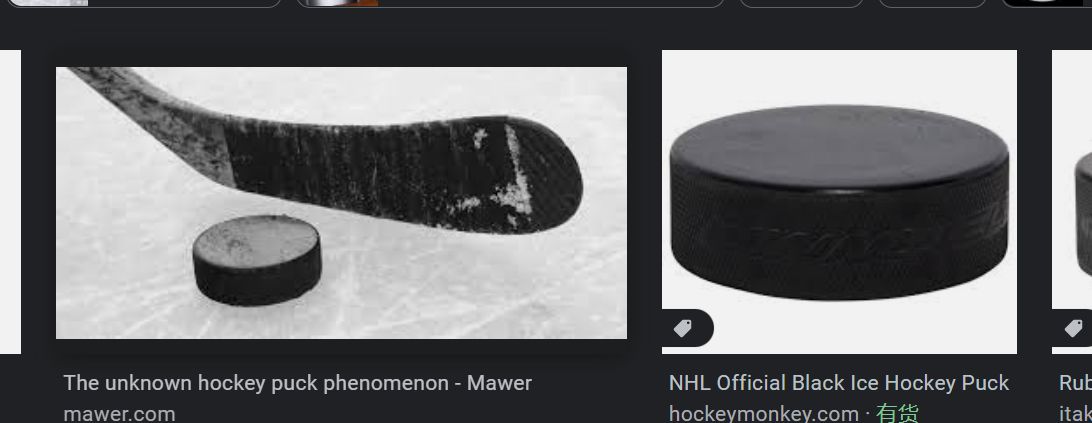 The unknown hockey puck phenomenon - Mawer
mawer.com
NHL Official Black Ice Hockey Puck
hockeymonkey.com · 有货
Rub
itak